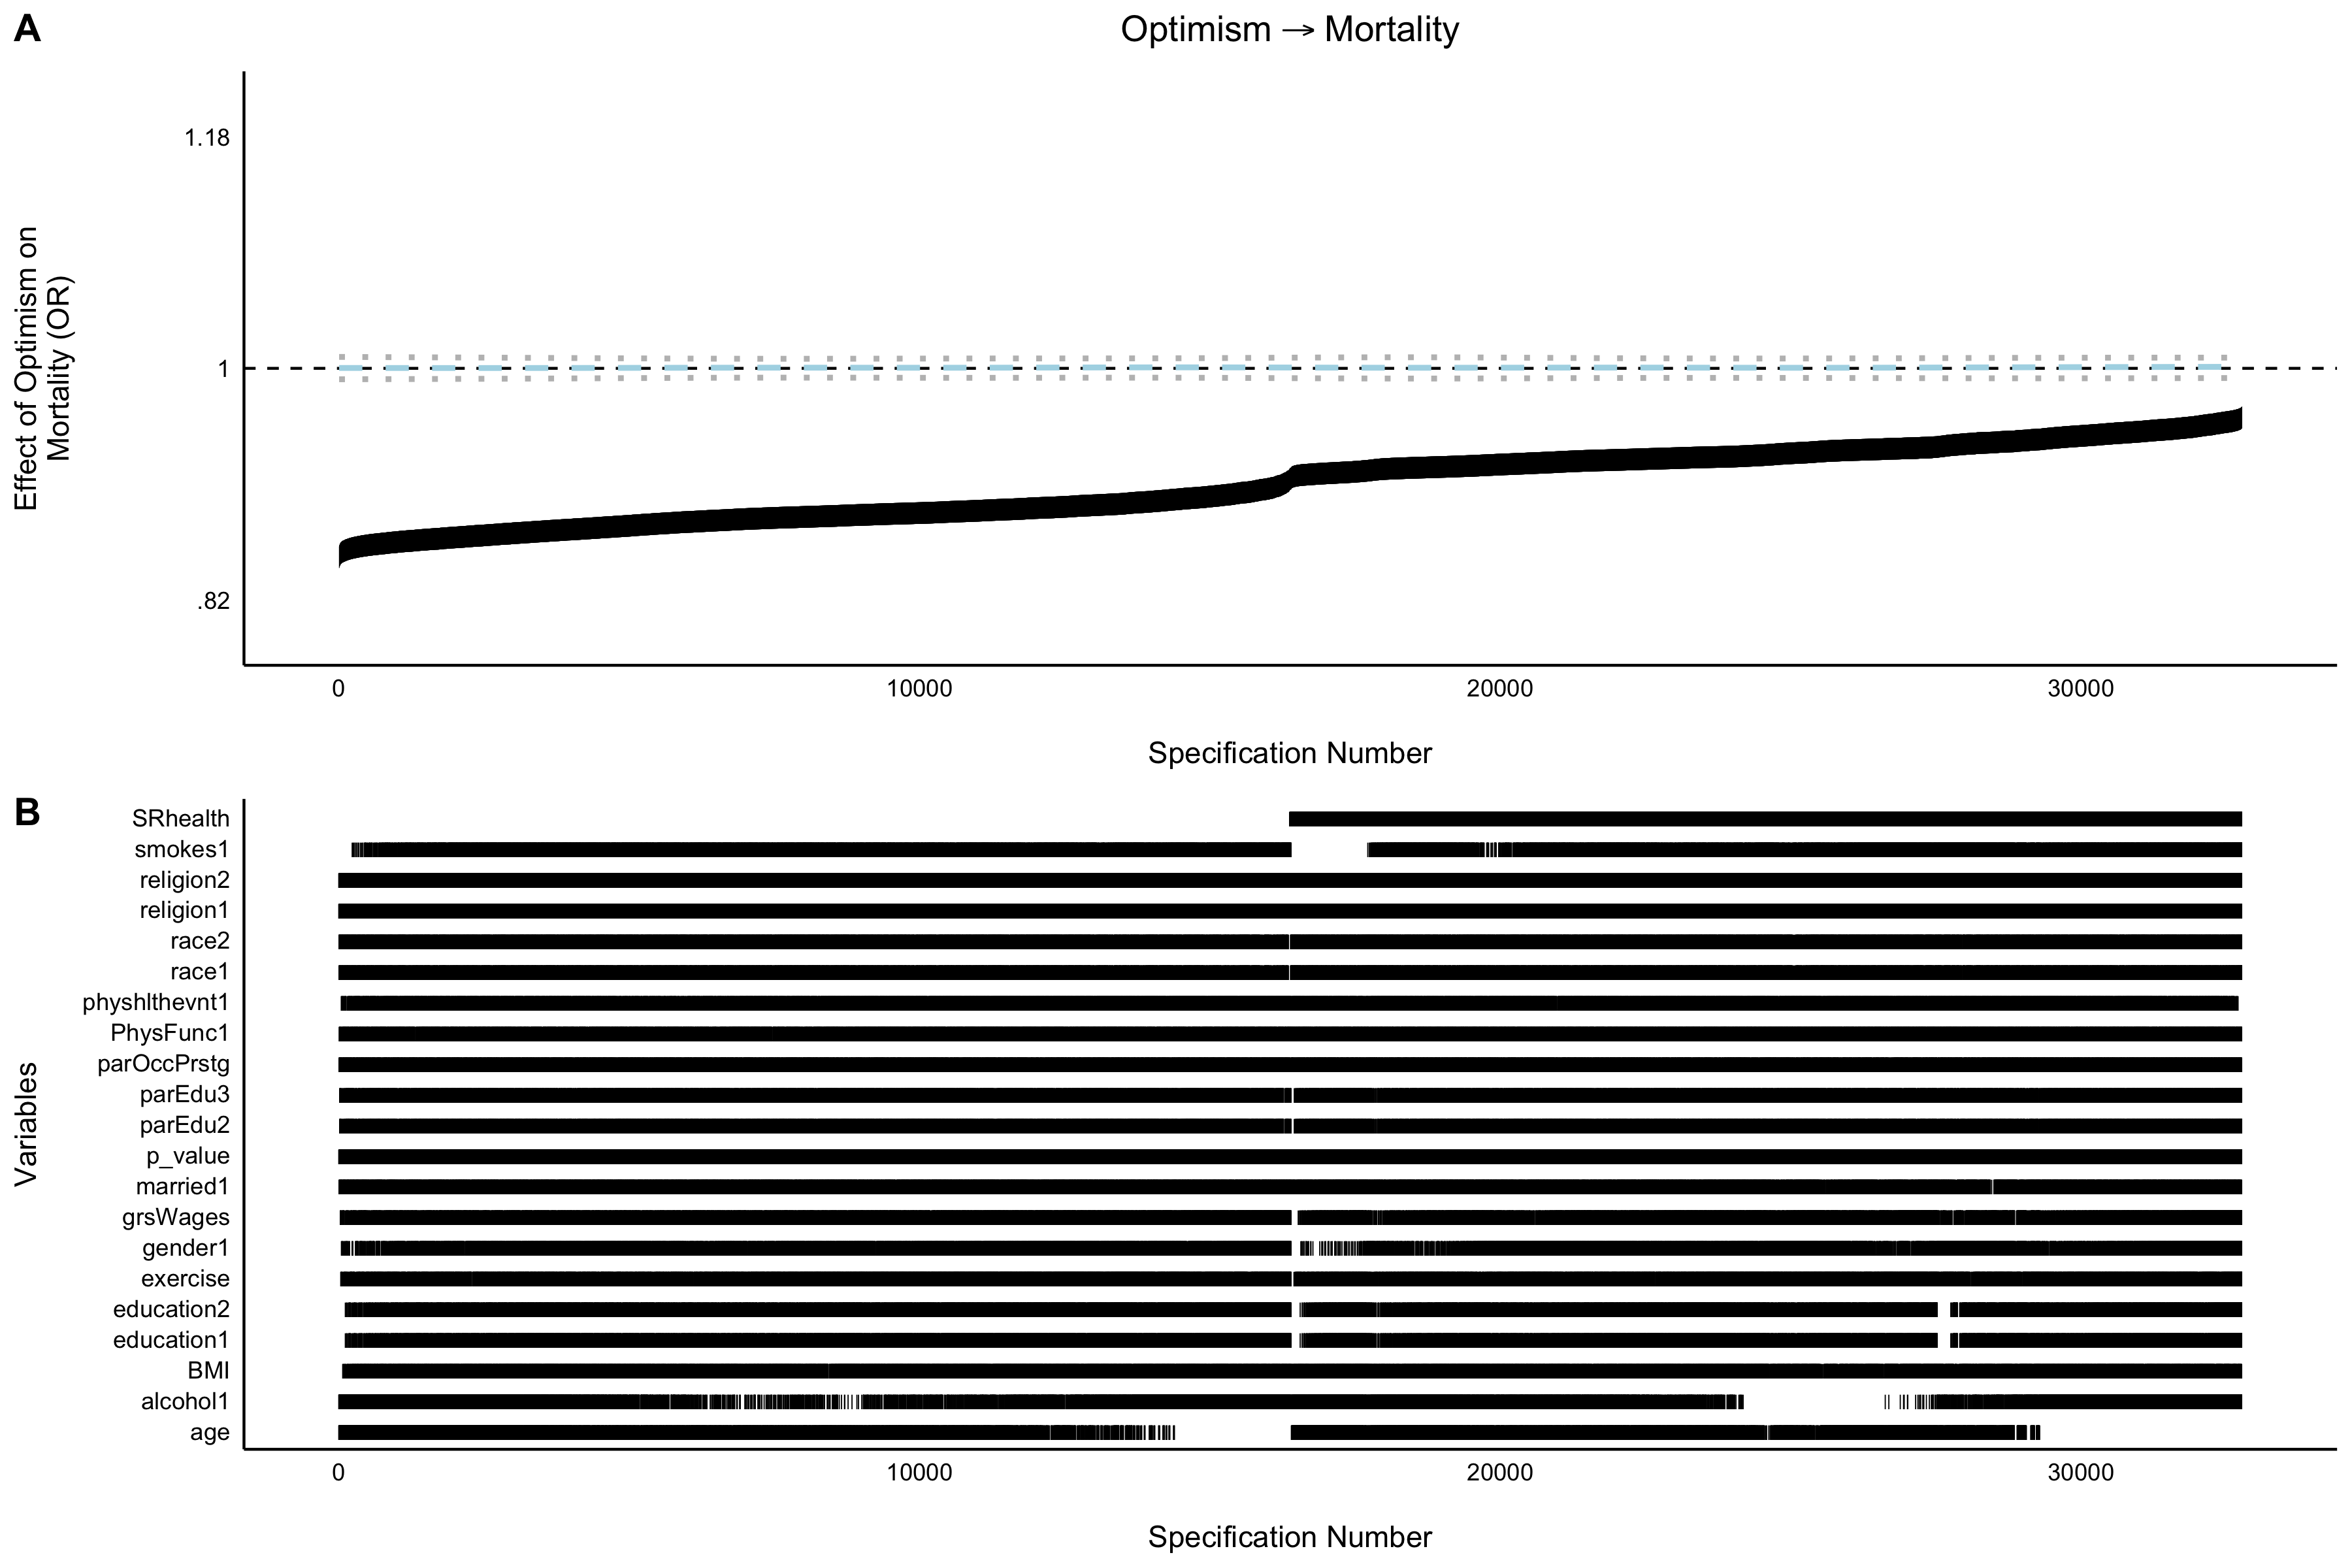 A
Optimism → Mortality
Effect of Optimism on
Mortality (OR)
1.18
1
.82
0 10000 20000 30000
Specification Number
B
Variables
SRhealth
smokes1
religion2
religion1
race2
race1
physhlthevnt1
PhysFunc1
parOccPrstg
parEdu3
parEdu2
p_value
married1
grsWages
gender1
exercise
education2
education1
BMI
alcohol1
age
0 10000 20000 30000
Specification Number